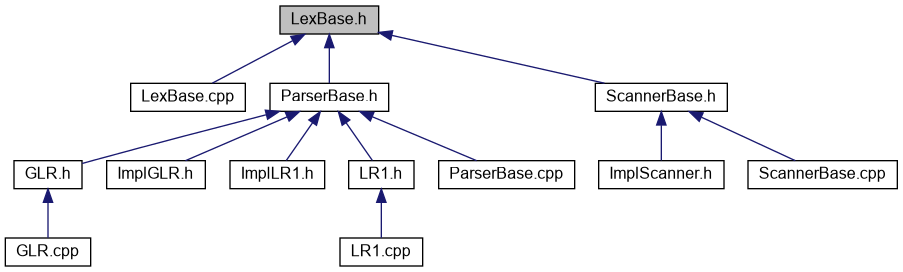 LexBase.h
LexBase.cpp
ParserBase.h
ScannerBase.h
GLR.h
ImplGLR.h
ImplLR1.h
LR1.h
ParserBase.cpp
ImplScanner.h
ScannerBase.cpp
GLR.cpp
LR1.cpp